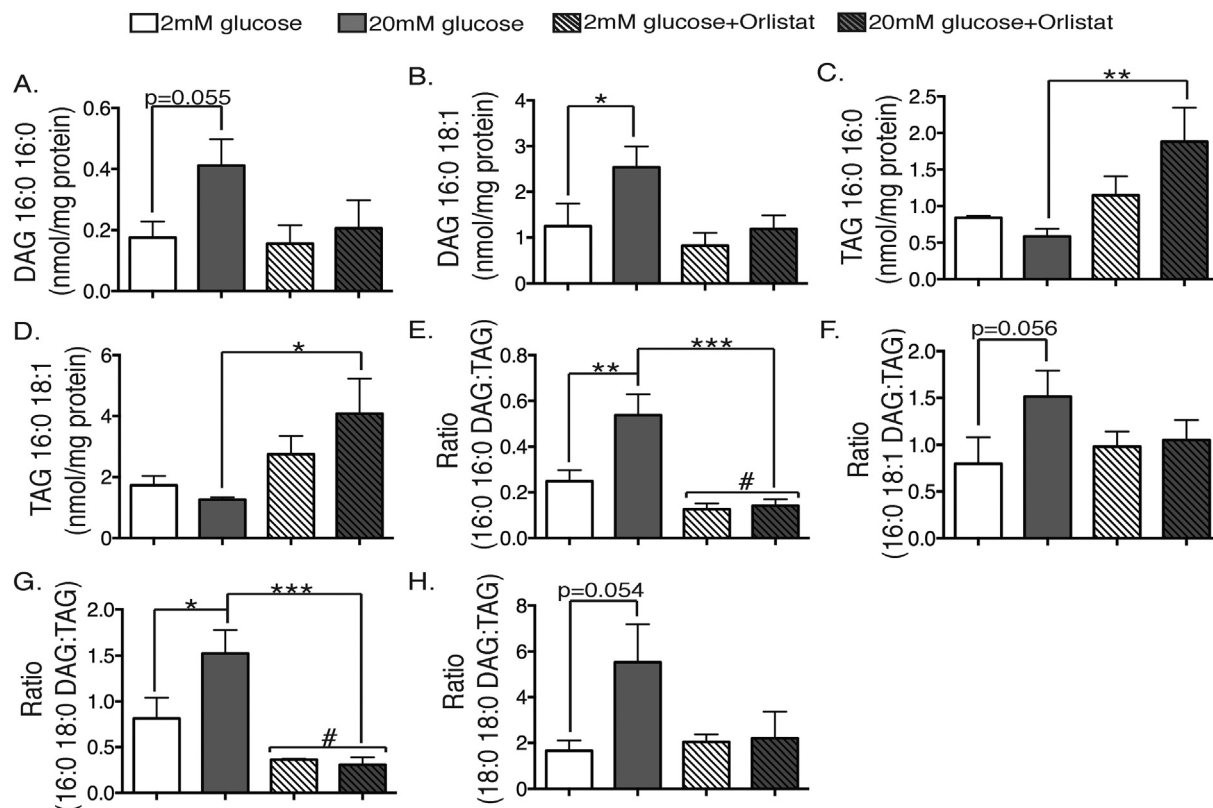 2mM glucose 20mM glucose 2mM glucose+Orlistat 20mM glucose+Orlistat
A.
p=0.055
DAG 16:0 16:0
(nmol/mg protein)
0.6
0.4
0.2
0.0
B.
*
DAG 16:0 18:1
(nmol/mg protein)
4
3
2
1
0
C.
**
TAG 16:0 16:0
(nmol/mg protein)
2.5
2.0
1.5
1.0
0.5
0.0
D.
*
TAG 16:0 18:1
(nmol/mg protein)
6
4
2
0
E.
** ***
#
Ratio
(16:0 16:0 DAG:TAG)
0.8
0.6
0.4
0.2
0.0
F.
p=0.056
Ratio
(16:0 18:1 DAG:TAG)
2.0
1.5
1.0
0.5
0.0
G.
* ***
#
Ratio
(16:0 18:0 DAG:TAG)
2.0
1.5
1.0
0.5
0.0
H.
p=0.054
Ratio
(18:0 18:0 DAG:TAG)
8
6
4
2
0